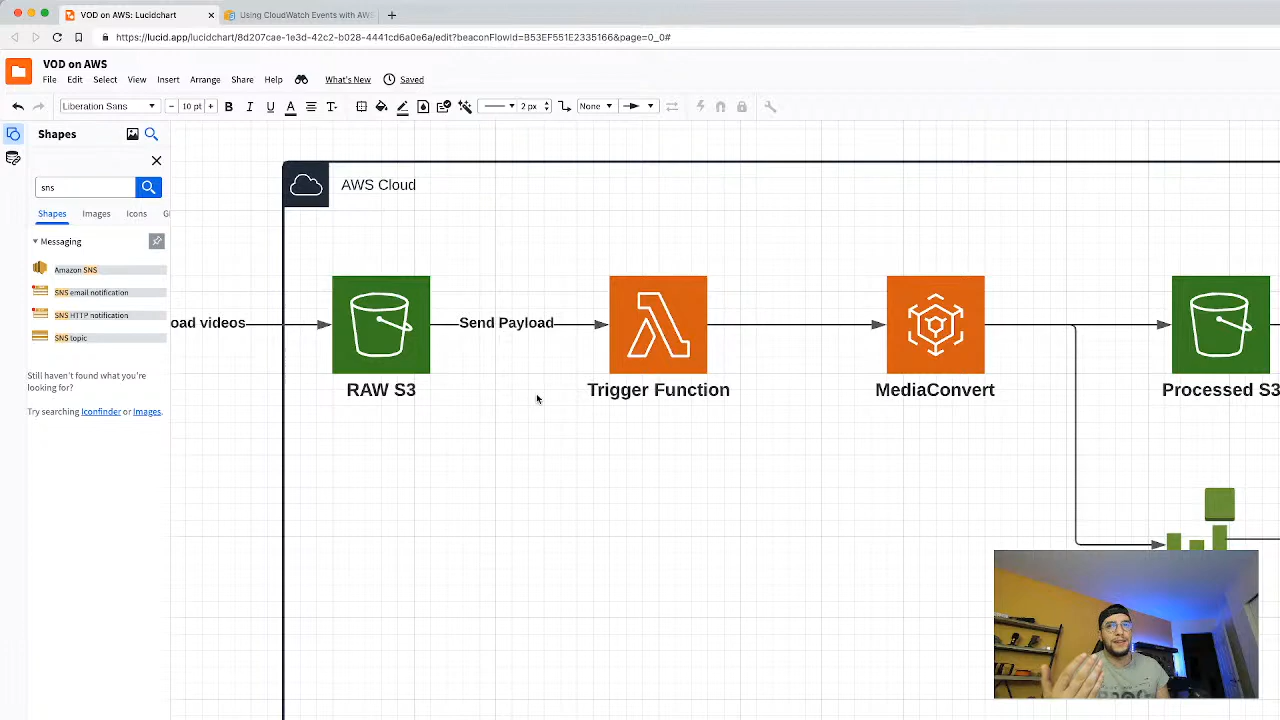 VOD on AWS: Lucidchart
Using CloudWatch Events with AWS
https://lucid.app/lucidchart/8d207cae-1e3d-42c2-b028-4441cd6a0e6a/edit?beaconFlowId=B53EF551E2335166&page=0_0#
VOD on AWS
File Edit Select View Insert Arrange Share Help What's New Saved
Liberation Sans 10 pt B I U A T 2 px None
Shapes
sns
Shapes Images Icons
Messaging
Amazon SNS
SNS email notification
SNS HTTP notification
SNS topic
Still haven't found what you're
looking for?
Try searching Iconfinder or Images.
AWS Cloud
oad videos
Send Payload
RAW S3
Trigger Function
MediaConvert
Processed S3